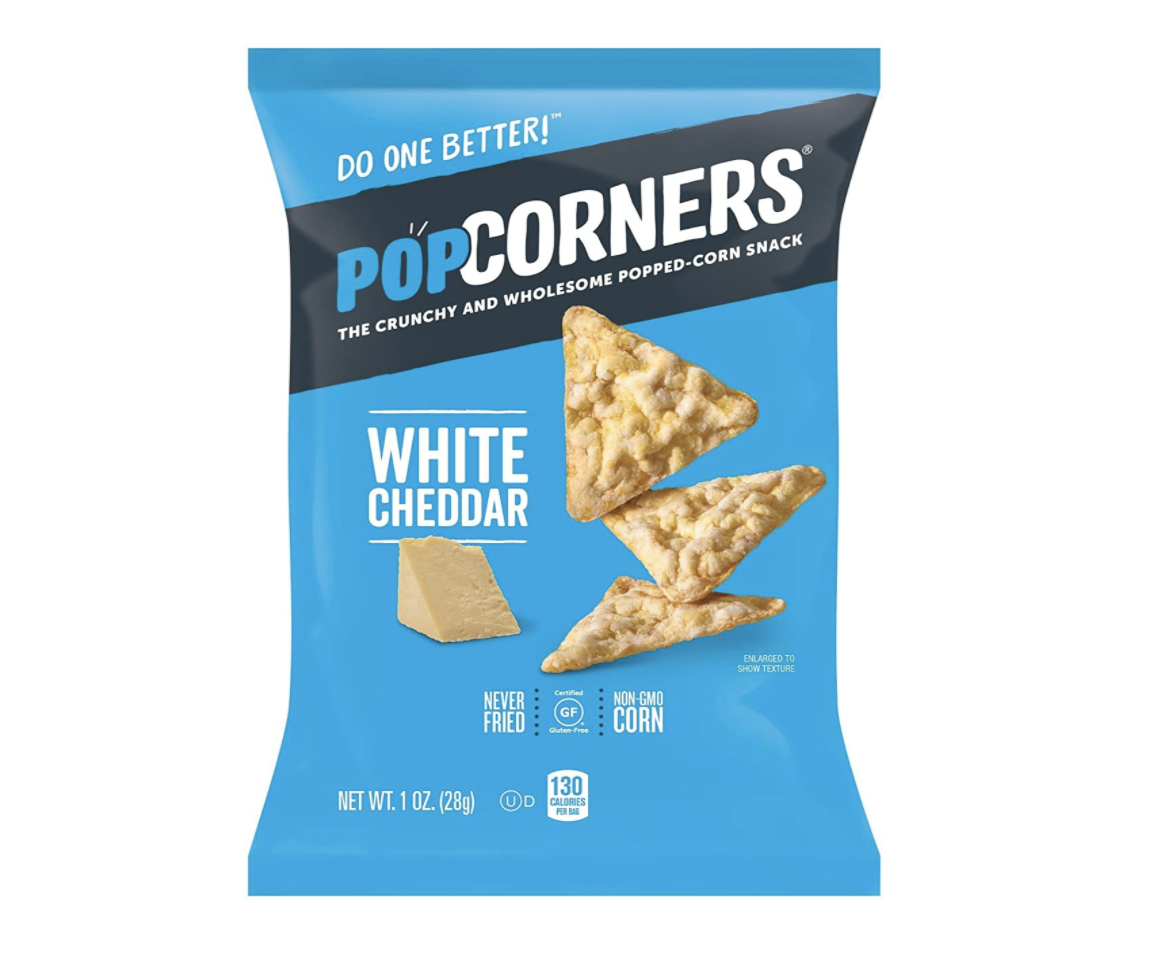 DO ONE BETTER!™
POPCORNERS®
THE CRUNCHY AND WHOLESOME POPPED-CORN SNACK
WHITE
CHEDDAR
ENLARGED TO
SHOW TEXTURE
NEVER
FRIED
Certified
GF
Gluten-Free
NON-GMO
CORN
NET WT. 1 OZ. (28g)
UD
130
CALORIES
PER BAG